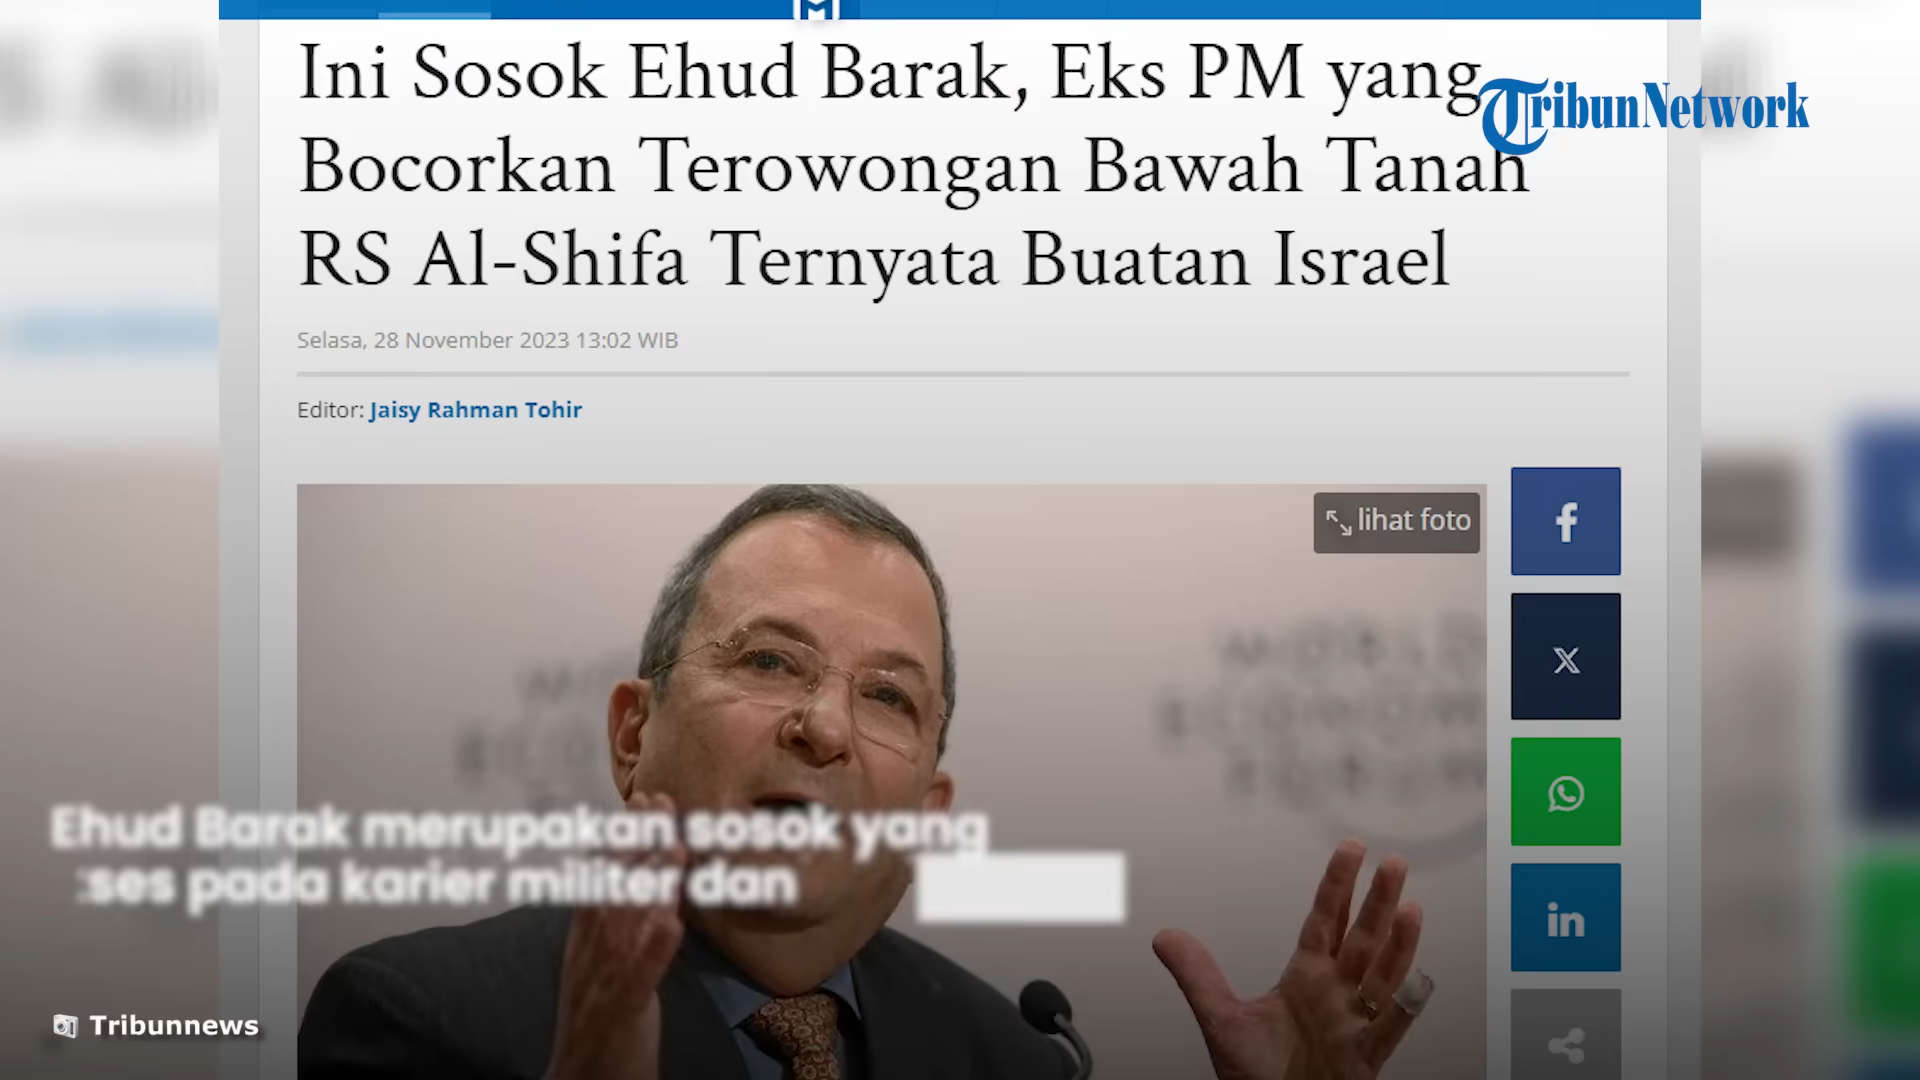 Ini Sosok Ehud Barak, Eks PM yang
TribunNetwork
Bocorkan Terowongan Bawah Tanah
RS Al-Shifa Ternyata Buatan Israel
Selasa, 28 November 2023 13:02 WIB
Editor: Jaisy Rahman Tohir
lihat foto
Ehud Barak merupakan sosok yang
ses pada karier militer dan
Tribunnews